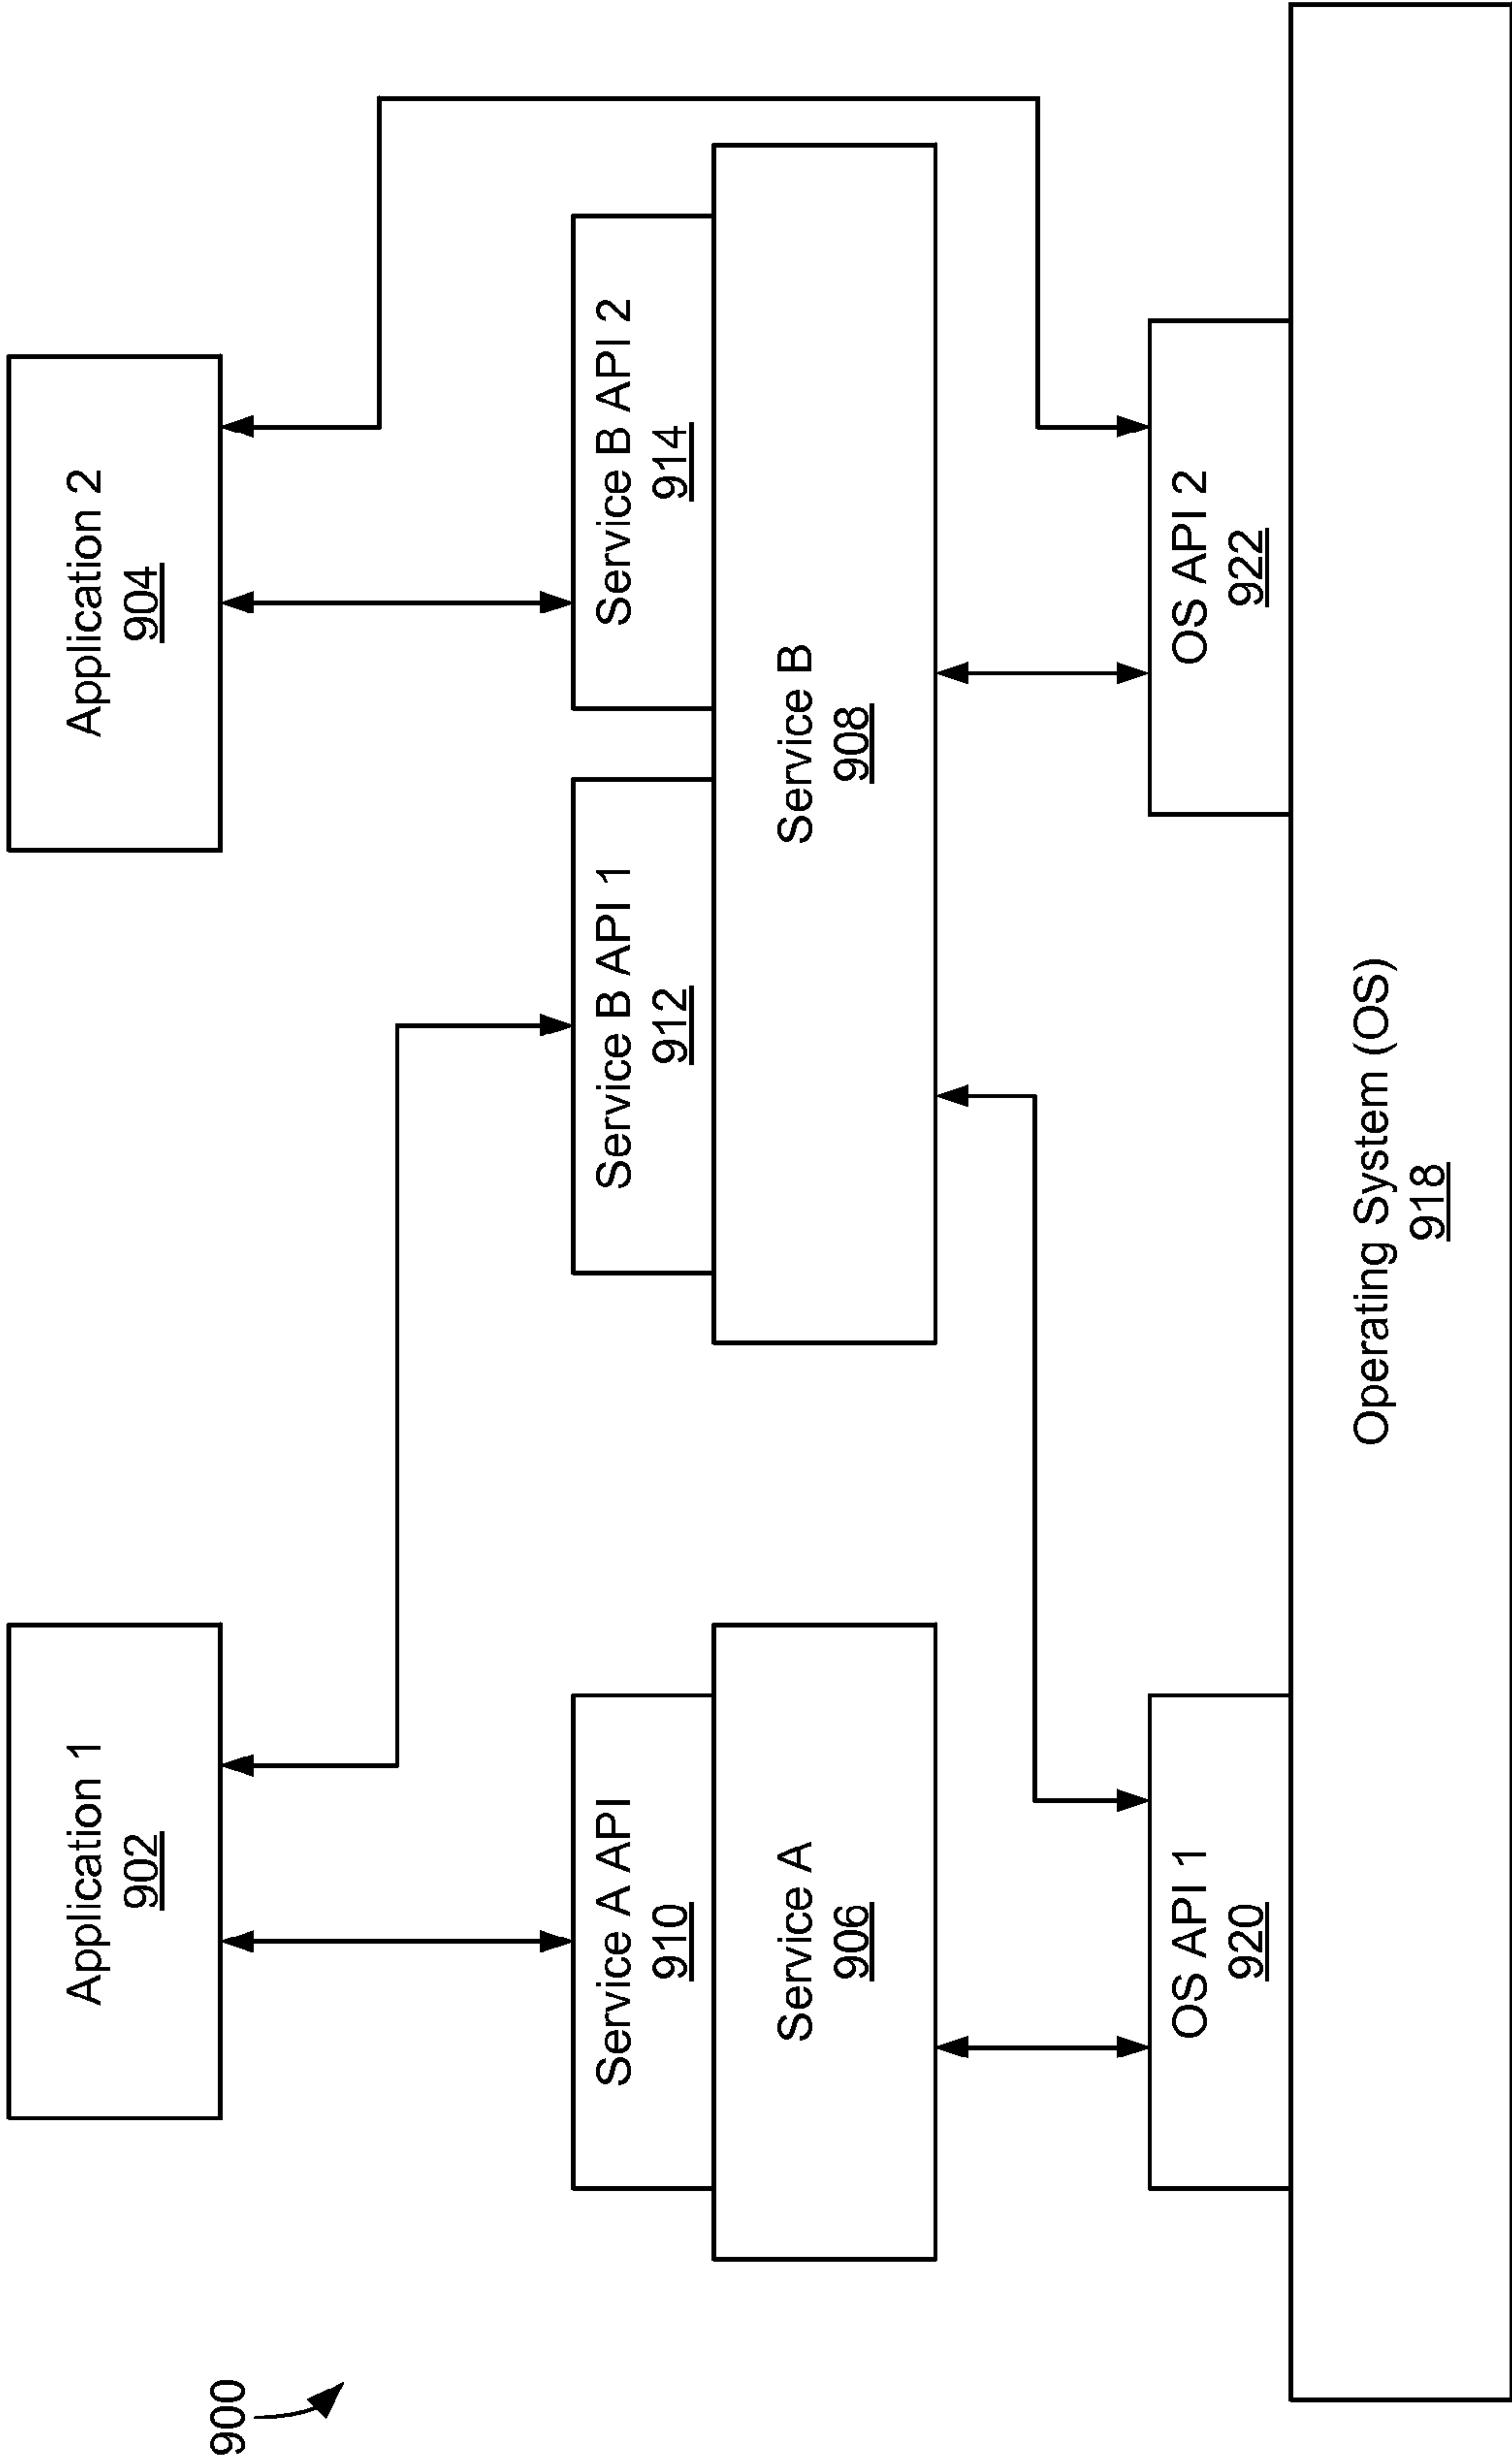 900
Application 1
902
Application 2
904
Service A API
910
Service B API 1
912
Service B API 2
914
Service A
906
Service B
908
OS API 1
920
OS API 2
922
Operating System (OS)
918